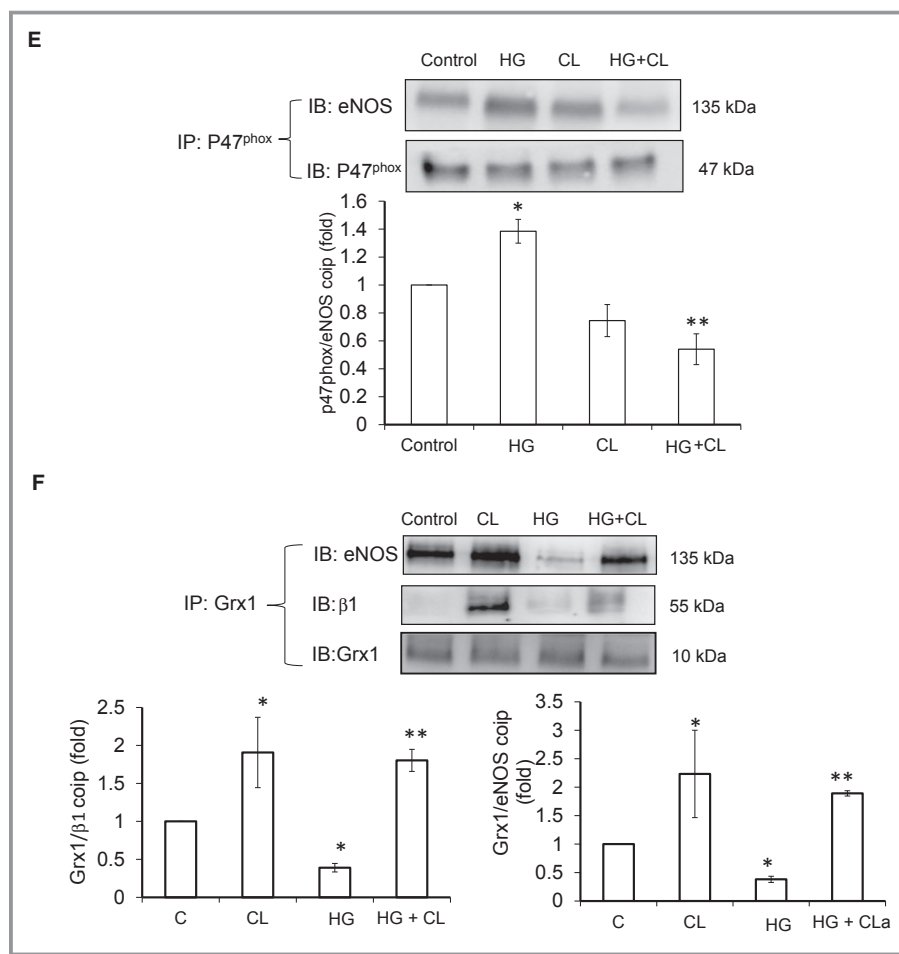 E
Control HG CL HG+CL
IB: eNOS 135 kDa
IP: P47phox
IB: P47phox 47 kDa
p47phox/eNOS coip (fold)
1.6
1.4
1.2
1
0.8
0.6
0.4
0.2
0
*
**
Control HG CL HG+CL
F
Control CL HG HG+CL
IB: eNOS 135 kDa
IP: Grx1
IB:β1 55 kDa
IB:Grx1 10 kDa
Grx1/β1 coip (fold)
2.5
2
1.5
1
0.5
0
*
*
**
C CL HG HG + CL
Grx1/eNOS coip
(fold)
3.5
3
2.5
2
1.5
1
0.5
0
*
*
**
C CL HG HG + CLa